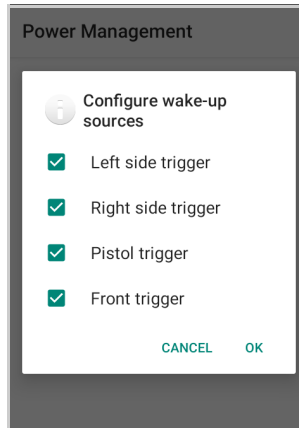 Power Management
Configure wake-up
sources
Left side trigger
Right side trigger
Pistol trigger
Front trigger
CANCEL OK